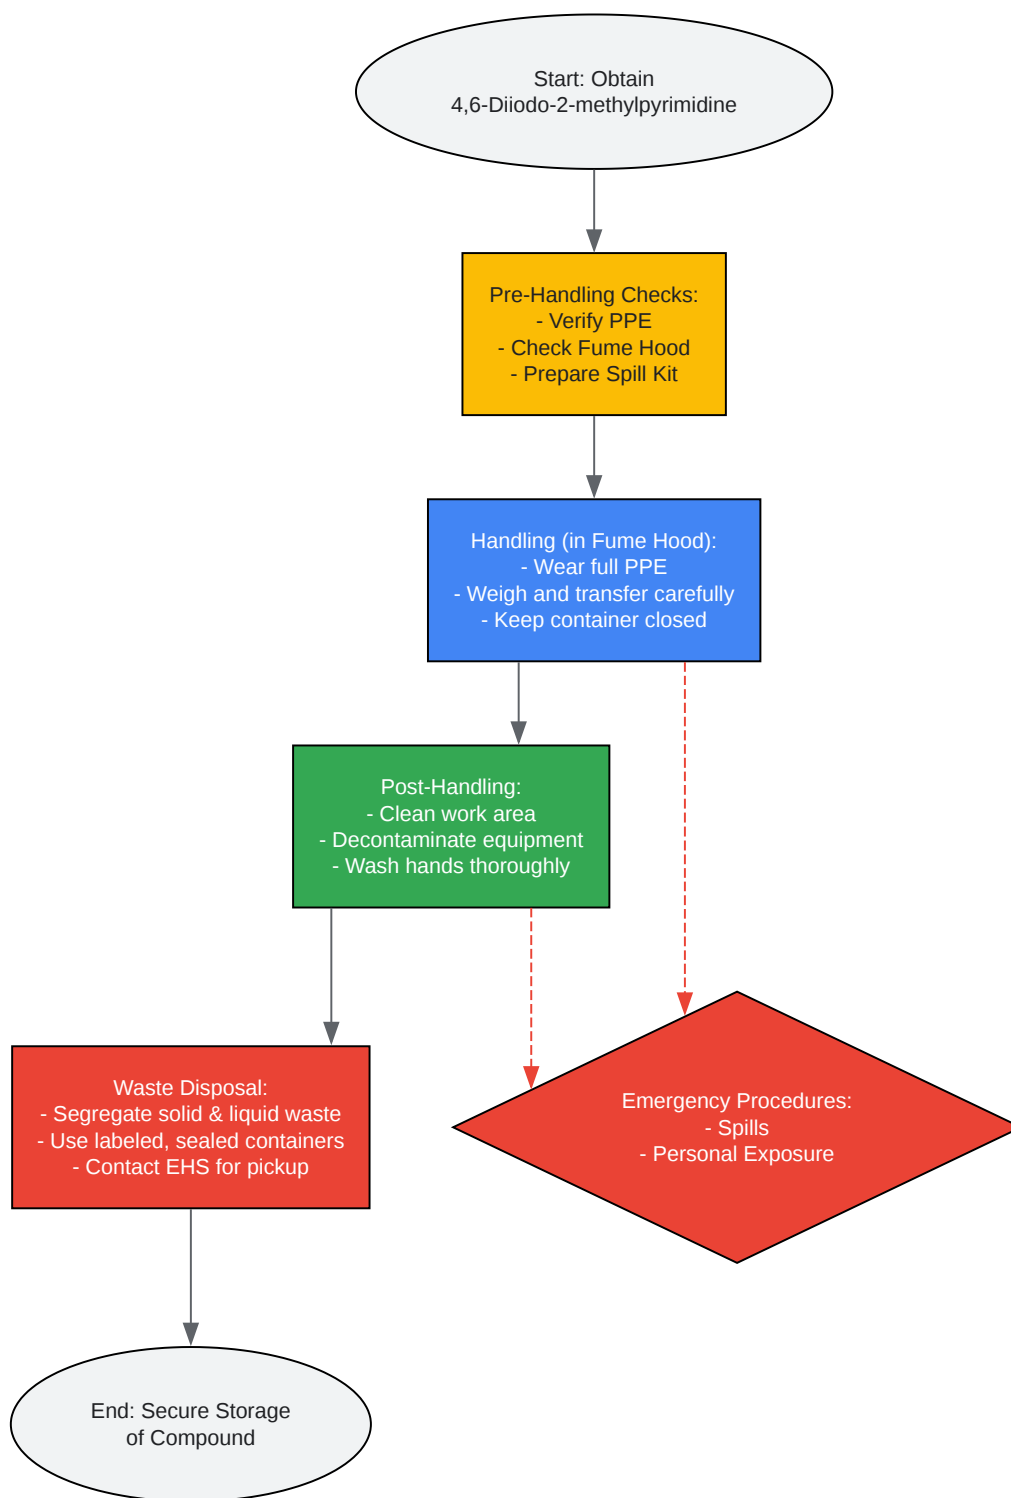 Start: Obtain
4,6-Diiodo-2-methylpyrimidine
Pre-Handling Checks:
- Verify PPE
- Check Fume Hood
- Prepare Spill Kit
Handling (in Fume Hood):
- Wear full PPE
- Weigh and transfer carefully
- Keep container closed
Post-Handling:
- Clean work area
- Decontaminate equipment
- Wash hands thoroughly
Waste Disposal:
- Segregate solid & liquid waste
- Use labeled, sealed containers
- Contact EHS for pickup
Emergency Procedures:
- Spills
- Personal Exposure
End: Secure Storage
of Compound